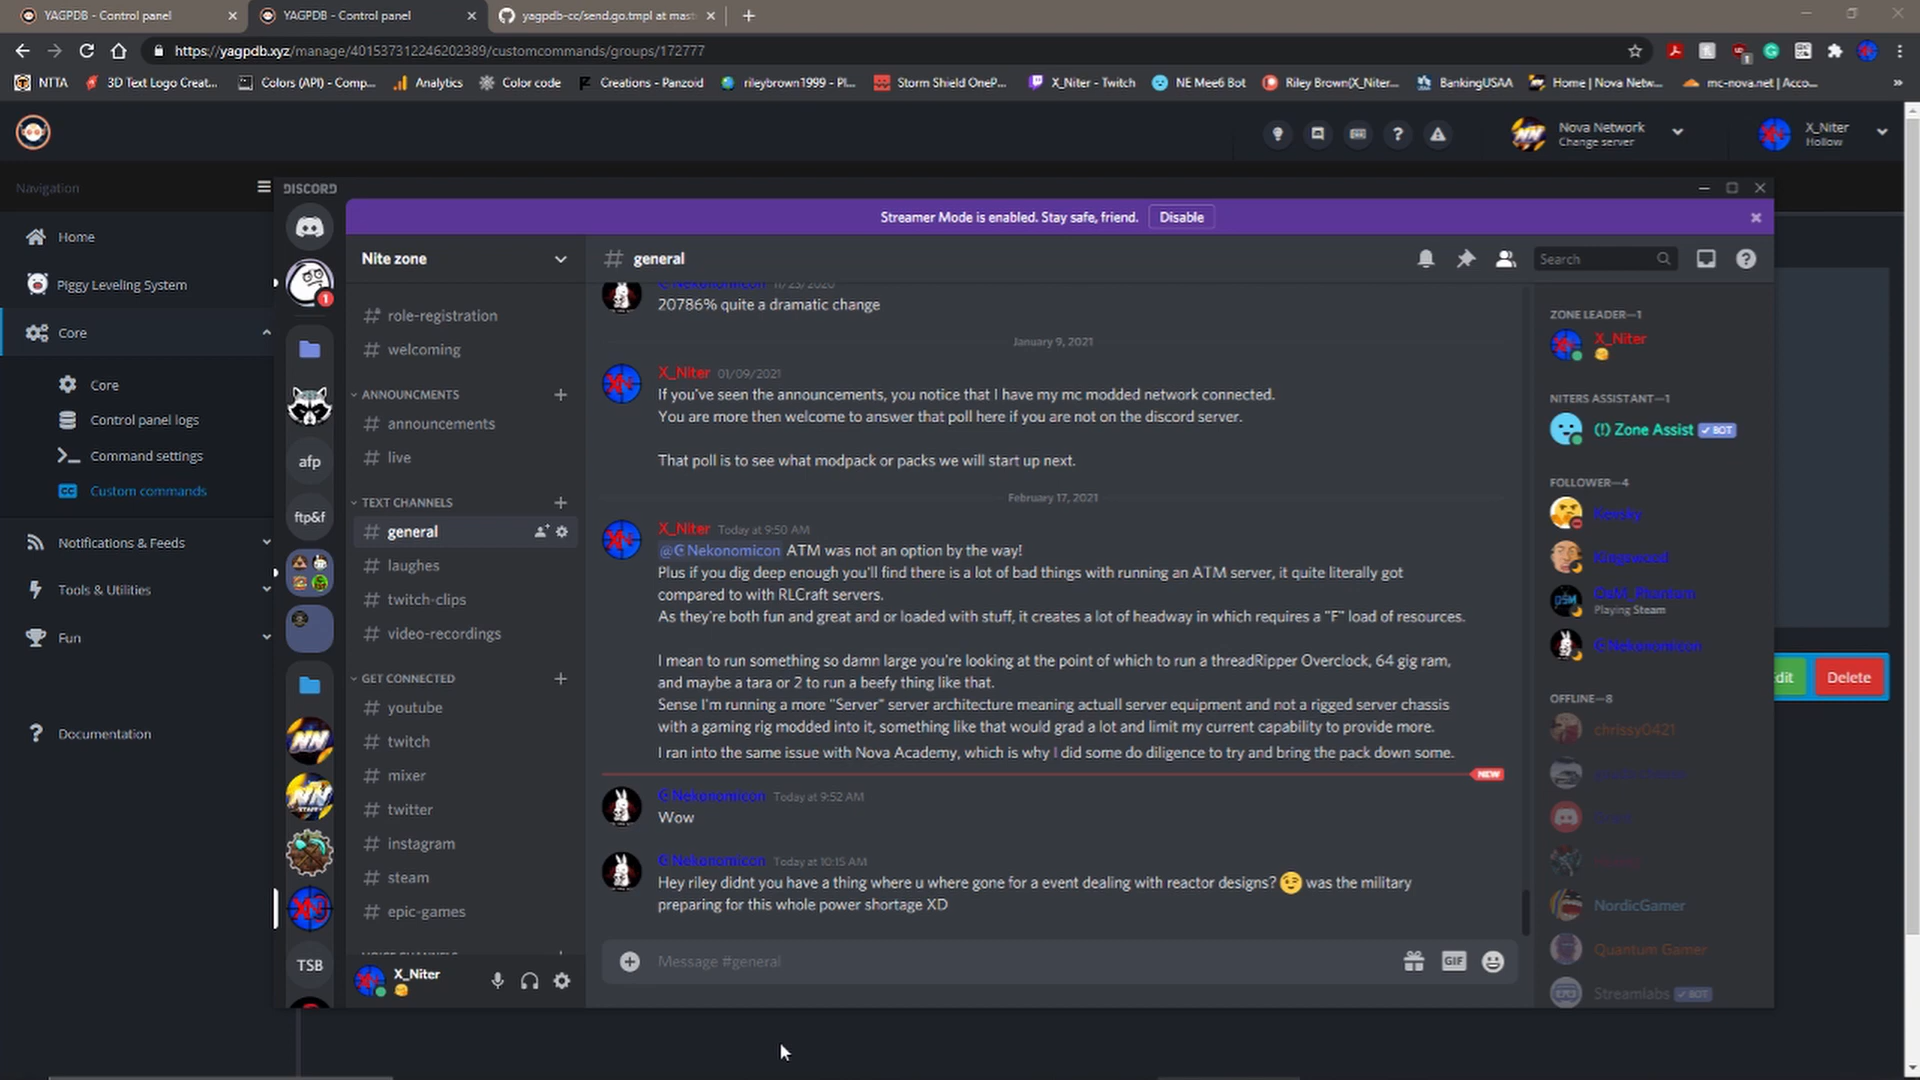 YAGPDB - Control panel
YAGPDB - Control panel
yagpdb-cc/send.go.tmpl at mast
https://yagpdb.xyz/manage/401537312246202389/customcommands/groups/172777
NTTA
3D Text Logo Creat...
Colors (API) - Comp...
Analytics
Color code
Creations - Panzoid
rileybrown1999 - Pl...
Storm Shield OneP...
X_Niter - Twitch
NE Mee6 Bot
Riley Brown(X_Niter...
BankingUSAA
Home | Nova Netw...
mc-nova.net | Acco...
Nova Network
Change server
X_Niter
Hollow
Navigation
Home
Piggy Leveling System
Core
Core
Control panel logs
Command settings
Custom commands
Notifications & Feeds
Tools & Utilities
Fun
Documentation
DISCORD
Streamer Mode is enabled. Stay safe, friend.
Disable
1
afp
ftp&f
TSB
Nite zone
role-registration
welcoming
ANNOUNCEMENTS
announcements
live
TEXT CHANNELS
general
laughes
twitch-clips
video-recordings
GET CONNECTED
youtube
twitch
mixer
twitter
instagram
steam
epic-games
X_Niter
general
Search
Nekonomicon 11/23/2020
20786% quite a dramatic change
January 9, 2021
X_Niter 01/09/2021
If you've seen the announcements, you notice that I have my mc modded network connected.
You are more then welcome to answer that poll here if you are not on the discord server.
That poll is to see what modpack or packs we will start up next.
February 17, 2021
X_Niter Today at 9:50 AM
@☪Nekonomicon ATM was not an option by the way!
Plus if you dig deep enough you'll find there is a lot of bad things with running an ATM server, it quite literally got
compared to with RLCraft servers.
As they're both fun and great and or loaded with stuff, it creates a lot of headway in which requires a "F" load of resources.
I mean to run something so damn large you're looking at the point of which to run a threadRipper Overclock, 64 gig ram,
and maybe a tara or 2 to run a beefy thing like that.
Sense I'm running a more "Server" server architecture meaning actuall server equipment and not a rigged server chassis
with a gaming rig modded into it, something like that would grad a lot and limit my current capability to provide more.
I ran into the same issue with Nova Academy, which is why I did some do diligence to try and bring the pack down some.
NEW
☪Nekonomicon Today at 9:52 AM
Wow
☪Nekonomicon Today at 10:15 AM
Hey riley didnt you have a thing where u where gone for a event dealing with reactor designs? 😉 was the military
preparing for this whole power shortage XD
Message #general
GIF
ZONE LEADER—1
X_Niter
NITERS ASSISTANT—1
(!) Zone Assist ✓ BOT
FOLLOWER—4
Kevsky
Kingswood
DaM_Phantom
Playing Steam
☪Nekonomicon
OFFLINE—8
chrissy0421
NordicGamer
Quantum Gamer
Streamlabs ✓ BOT
dit
Delete